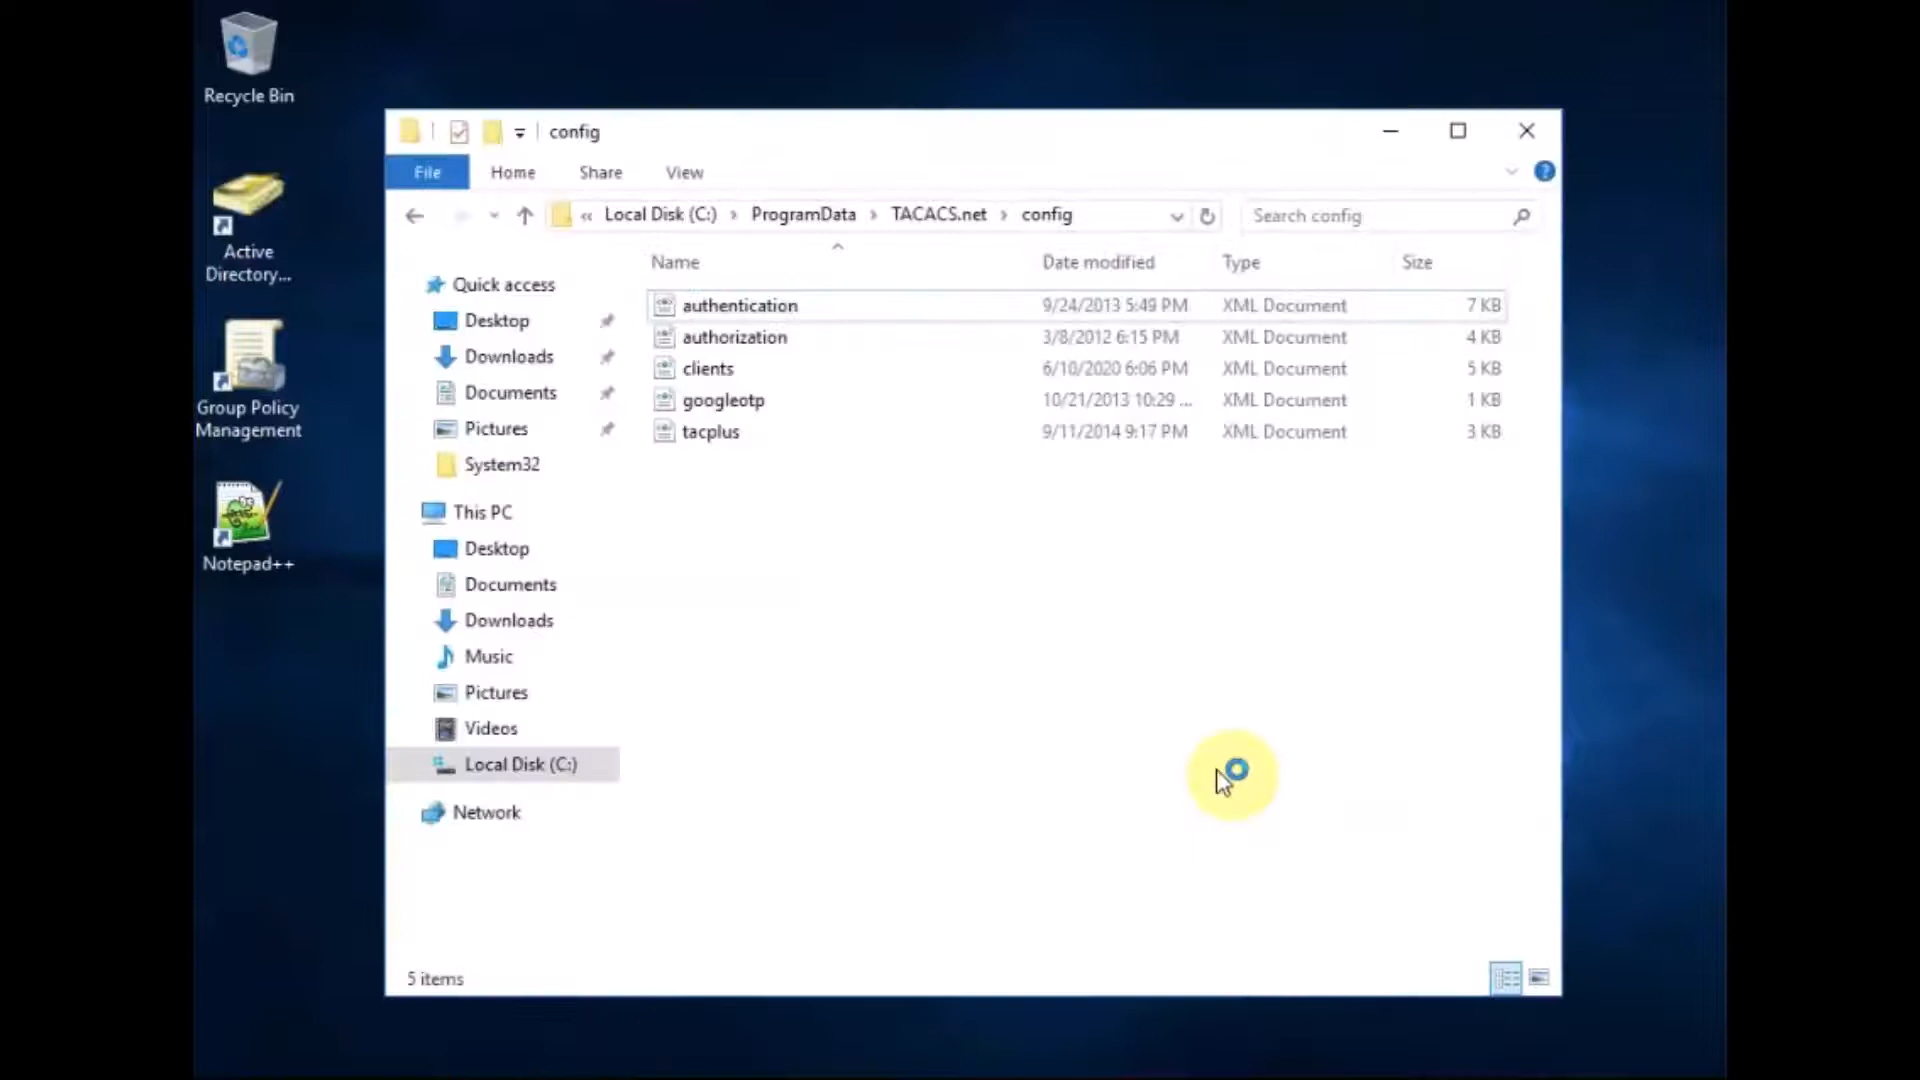 Recycle Bin
Active
Directory...
Group Policy
Management
Notepad++
config
File Home Share View
« Local Disk (C:) › ProgramData › TACACS.net › config
Search config
Name Date modified Type Size
authentication 9/24/2013 5:49 PM XML Document 7 KB
authorization 3/8/2012 6:15 PM XML Document 4 KB
clients 6/10/2020 6:06 PM XML Document 5 KB
googleotp 10/21/2013 10:29 ... XML Document 1 KB
tacplus 9/11/2014 9:17 PM XML Document 3 KB
Quick access
Desktop
Downloads
Documents
Pictures
System32
This PC
Desktop
Documents
Downloads
Music
Pictures
Videos
Local Disk (C:)
Network
5 items